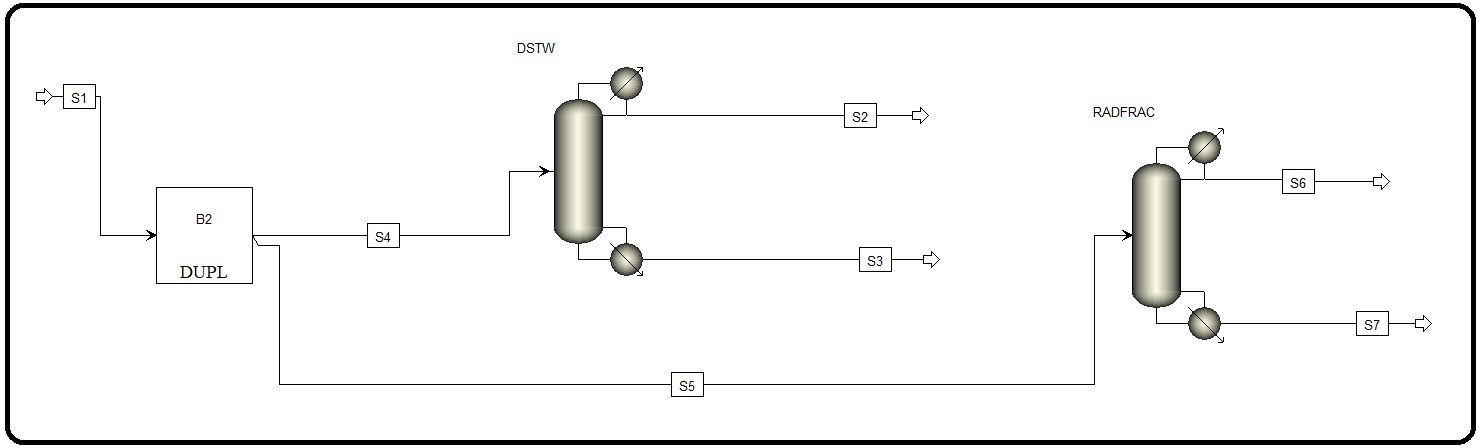 DSTW
S1
S2
RADFRAC
S6
B2
S4
DUPL
S3
S7
S5